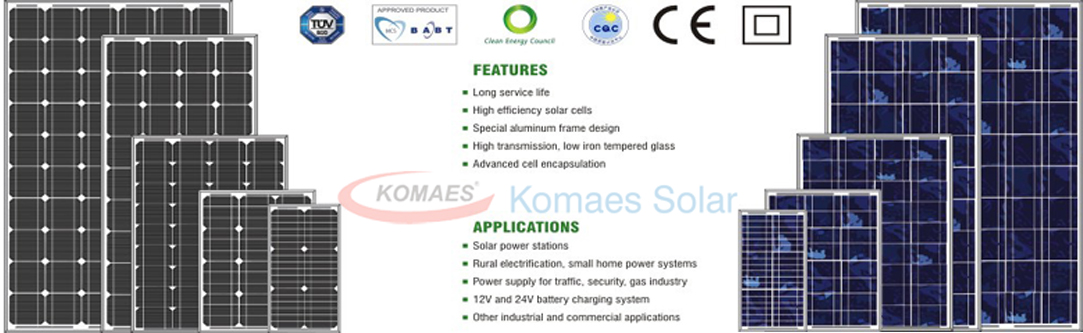 APPROVED PRODUCT
TÜV
MCS
BABT
Clean Energy Council
CQC
CE
FEATURES
Long service life
High efficiency solar cells
Special aluminum frame design
High transmission, low iron tempered glass
Advanced cell encapsulation
KOMAES®
Komaes Solar
APPLICATIONS
Solar power stations
Rural electrification, small home power systems
Power supply for traffic, security, gas industry
12V and 24V battery charging system
Other industrial and commercial applications